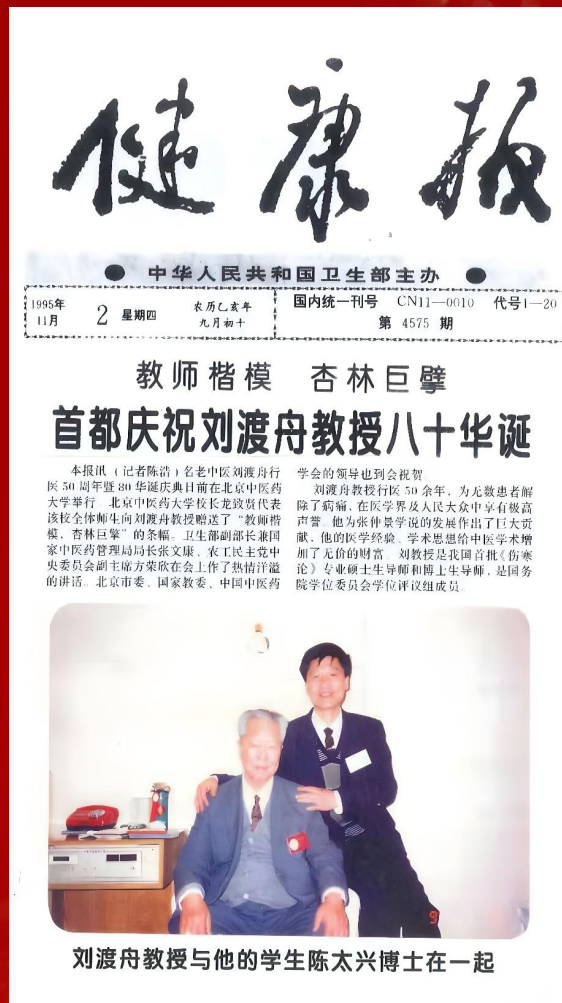 健康报
中华人民共和国卫生部主办
1995年
11月
2 星期四
农历乙亥年
九月初十
国内统一刊号 CN11—0010 代号1—20
第 4575 期
教师楷模 杏林巨擘
首都庆祝刘渡舟教授八十华诞
本报讯 (记者陈浩)名老中医刘渡舟行
医50周年暨80华诞庆典日前在北京中医药
大学举行 北京中医药大学校长龙致贤代表
该校全体师生向刘渡舟教授赠送了“教师楷
模,杏林巨擘”的条幅。卫生部副部长兼国
家中医药管理局局长张文康、农工民主党中
央委员会副主席方荣欣在会上作了热情洋溢
的讲话。北京市委、国家教委、中国中医药
学会的领导也到会祝贺
刘渡舟教授行医50余年,为无数患者解
除了病痛,在医学界及人民大众中享有极高
声誉。他为张仲景学说的发展作出了巨大贡
献,他的医学经验、学术思想给中医学术增
加了无价的财富 刘教授是我国首批《伤寒
论》专业硕士生导师和博士生导师,是国务
院学位委员会学位评议组成员
刘渡舟教授与他的学生陈太兴博士在一起